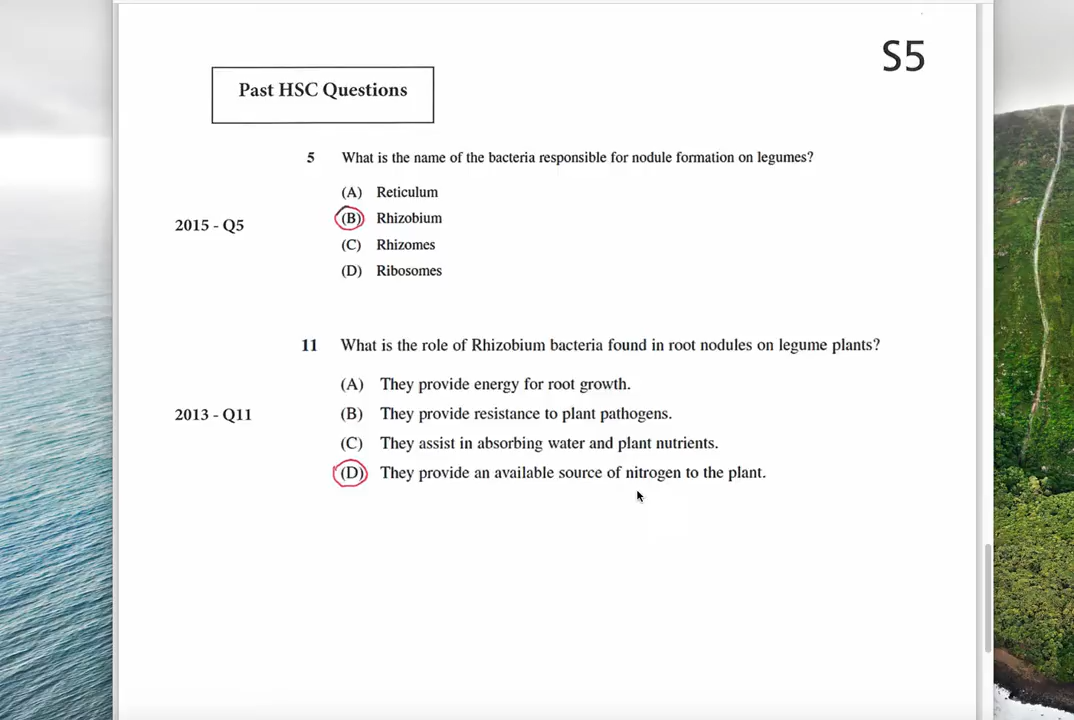 S5
Past HSC Questions
5 What is the name of the bacteria responsible for nodule formation on legumes?
(A) Reticulum
2015 - Q5
(B) Rhizobium
(C) Rhizomes
(D) Ribosomes
11 What is the role of Rhizobium bacteria found in root nodules on legume plants?
(A) They provide energy for root growth.
2013 - Q11
(B) They provide resistance to plant pathogens.
(C) They assist in absorbing water and plant nutrients.
(D) They provide an available source of nitrogen to the plant.